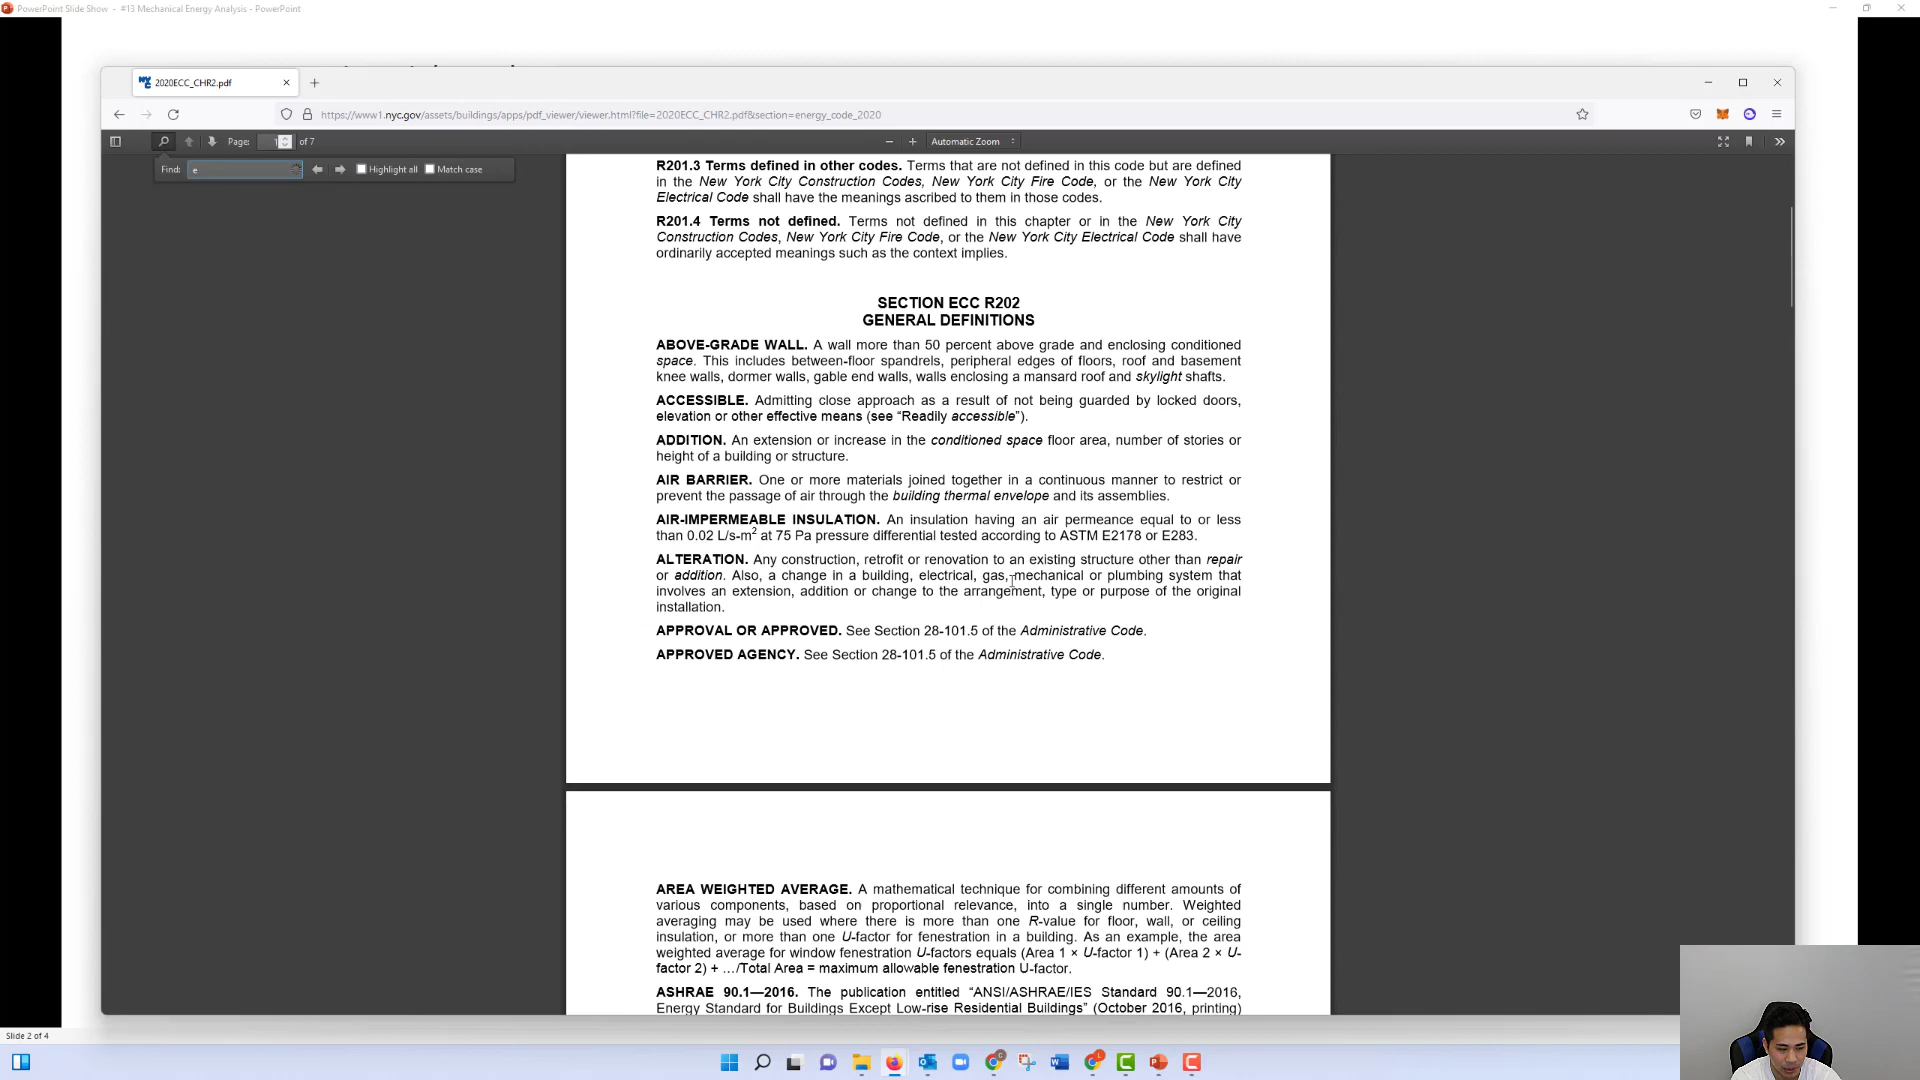 PowerPoint Slide Show - #13 Mechanical Energy Analysis - PowerPoint
2020ECC_CHR2.pdf
https://www1.nyc.gov/assets/buildings/apps/pdf_viewer/viewer.html?file=2020ECC_CHR2.pdf&section=energy_code_2020
Page: 1 of 7
Automatic Zoom
Find: e
Highlight all
Match case
R201.3 Terms defined in other codes. Terms that are not defined in this code but are defined
in the New York City Construction Codes, New York City Fire Code, or the New York City
Electrical Code shall have the meanings ascribed to them in those codes.
R201.4 Terms not defined. Terms not defined in this chapter or in the New York City
Construction Codes, New York City Fire Code, or the New York City Electrical Code shall have
ordinarily accepted meanings such as the context implies.
SECTION ECC R202
GENERAL DEFINITIONS
ABOVE-GRADE WALL. A wall more than 50 percent above grade and enclosing conditioned
space. This includes between-floor spandrels, peripheral edges of floors, roof and basement
knee walls, dormer walls, gable end walls, walls enclosing a mansard roof and skylight shafts.
ACCESSIBLE. Admitting close approach as a result of not being guarded by locked doors,
elevation or other effective means (see “Readily accessible”).
ADDITION. An extension or increase in the conditioned space floor area, number of stories or
height of a building or structure.
AIR BARRIER. One or more materials joined together in a continuous manner to restrict or
prevent the passage of air through the building thermal envelope and its assemblies.
AIR-IMPERMEABLE INSULATION. An insulation having an air permeance equal to or less
than 0.02 L/s-m2 at 75 Pa pressure differential tested according to ASTM E2178 or E283.
ALTERATION. Any construction, retrofit or renovation to an existing structure other than repair
or addition. Also, a change in a building, electrical, gas, mechanical or plumbing system that
involves an extension, addition or change to the arrangement, type or purpose of the original
installation.
APPROVAL OR APPROVED. See Section 28-101.5 of the Administrative Code.
APPROVED AGENCY. See Section 28-101.5 of the Administrative Code.
AREA WEIGHTED AVERAGE. A mathematical technique for combining different amounts of
various components, based on proportional relevance, into a single number. Weighted
averaging may be used where there is more than one R-value for floor, wall, or ceiling
insulation, or more than one U-factor for fenestration in a building. As an example, the area
weighted average for window fenestration U-factors equals (Area 1 × U-factor 1) + (Area 2 × U-
factor 2) + …/Total Area = maximum allowable fenestration U-factor.
ASHRAE 90.1—2016. The publication entitled “ANSI/ASHRAE/IES Standard 90.1—2016,
Energy Standard for Buildings Except Low-rise Residential Buildings” (October 2016, printing)
Slide 2 of 4